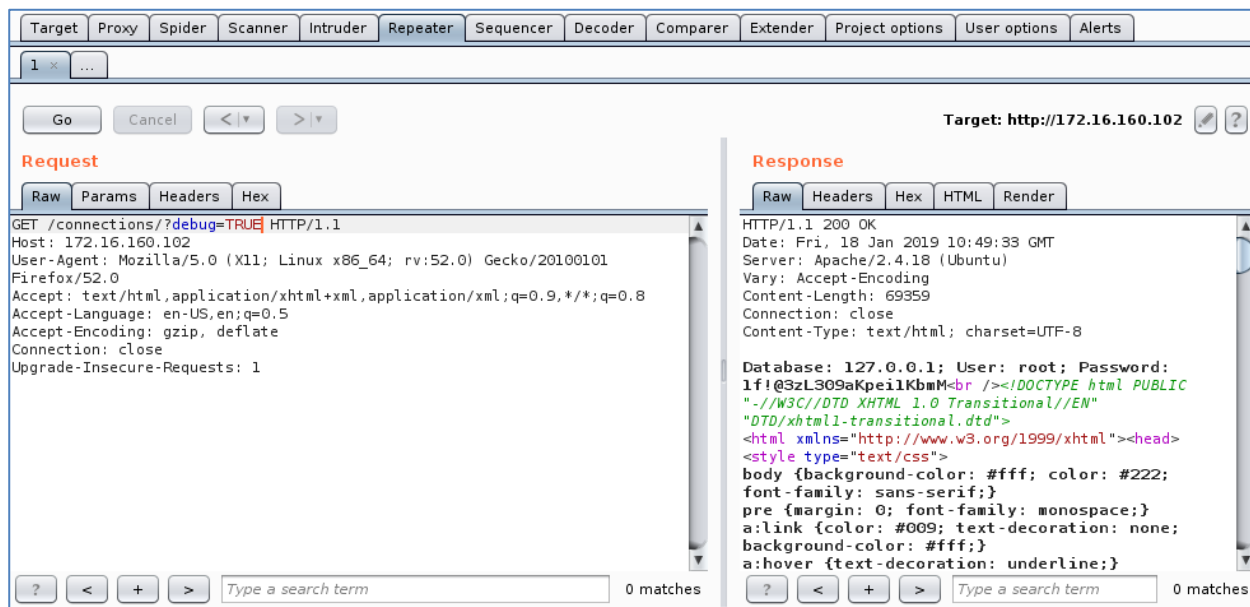 Target Proxy Spider Scanner Intruder Repeater Sequencer Decoder Comparer Extender Project options User options Alerts
1 × ...
Go Cancel < > Target: http://172.16.160.102 ?
Request
Raw Params Headers Hex
GET /connections/?debug=TRUE HTTP/1.1
Host: 172.16.160.102
User-Agent: Mozilla/5.0 (X11; Linux x86_64; rv:52.0) Gecko/20100101
Firefox/52.0
Accept: text/html,application/xhtml+xml,application/xml;q=0.9,*/*;q=0.8
Accept-Language: en-US,en;q=0.5
Accept-Encoding: gzip, deflate
Connection: close
Upgrade-Insecure-Requests: 1
? < + > Type a search term 0 matches
Response
Raw Headers Hex HTML Render
HTTP/1.1 200 OK
Date: Fri, 18 Jan 2019 10:49:33 GMT
Server: Apache/2.4.18 (Ubuntu)
Vary: Accept-Encoding
Content-Length: 69359
Connection: close
Content-Type: text/html; charset=UTF-8
Database: 127.0.0.1; User: root; Password:
1f!@3zL309aKpei1KbmM<br /><!DOCTYPE html PUBLIC
"-//W3C//DTD XHTML 1.0 Transitional//EN"
"DTD/xhtml1-transitional.dtd">
<html xmlns="http://www.w3.org/1999/xhtml"><head>
<style type="text/css">
body {background-color: #fff; color: #222;
font-family: sans-serif;}
pre {margin: 0; font-family: monospace;}
a:link {color: #009; text-decoration: none;
background-color: #fff;}
a:hover {text-decoration: underline;}
? < + > Type a search term 0 matches